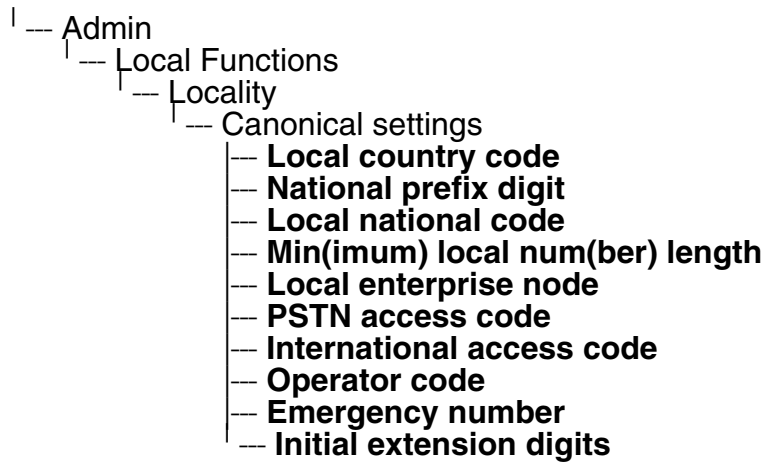 --- Admin
--- Local Functions
--- Locality
--- Canonical settings
--- Local country code
--- National prefix digit
--- Local national code
--- Min(imum) local num(ber) length
--- Local enterprise node
--- PSTN access code
--- International access code
--- Operator code
--- Emergency number
--- Initial extension digits